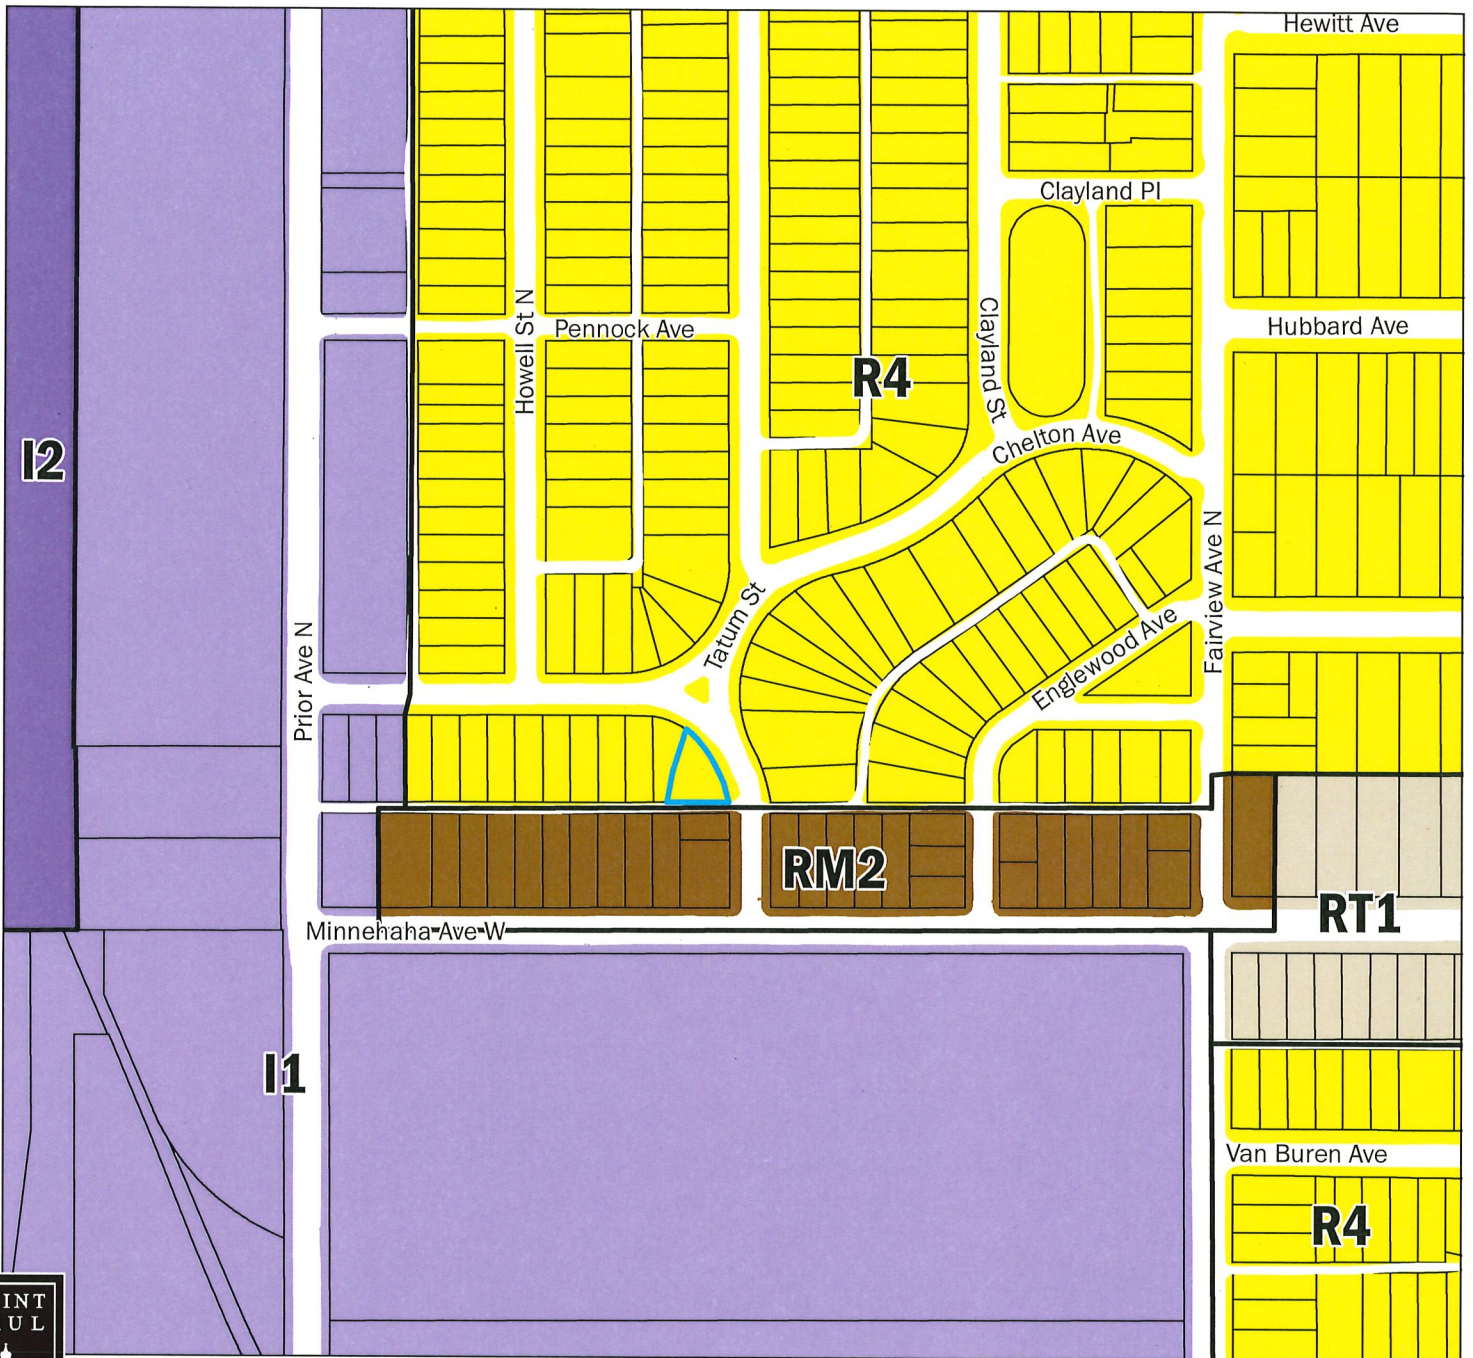 Hewitt Ave
Clayland Pl
Howell St N
Pennock Ave
Clayland St
Hubbard Ave
R4
Chelton Ave
I2
Fairview Ave N
Tatum St
Prior Ave N
Englewood Ave
RM2
RT1
Minnehaha Ave W
I1
Van Buren Ave
R4
INT
UL